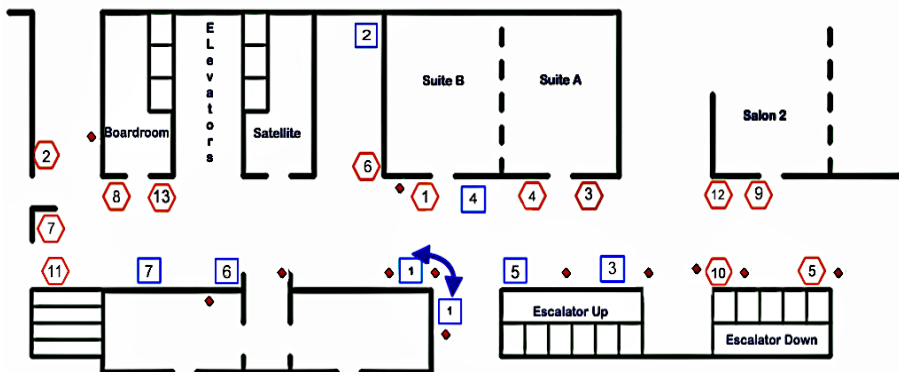 Elevators
2
Suite B
Suite A
Salon 2
Boardroom
Satellite
2
6
8
13
1
4
4
3
12
9
7
11
7
6
1
5
3
10
5
1
Escalator Up
Escalator Down